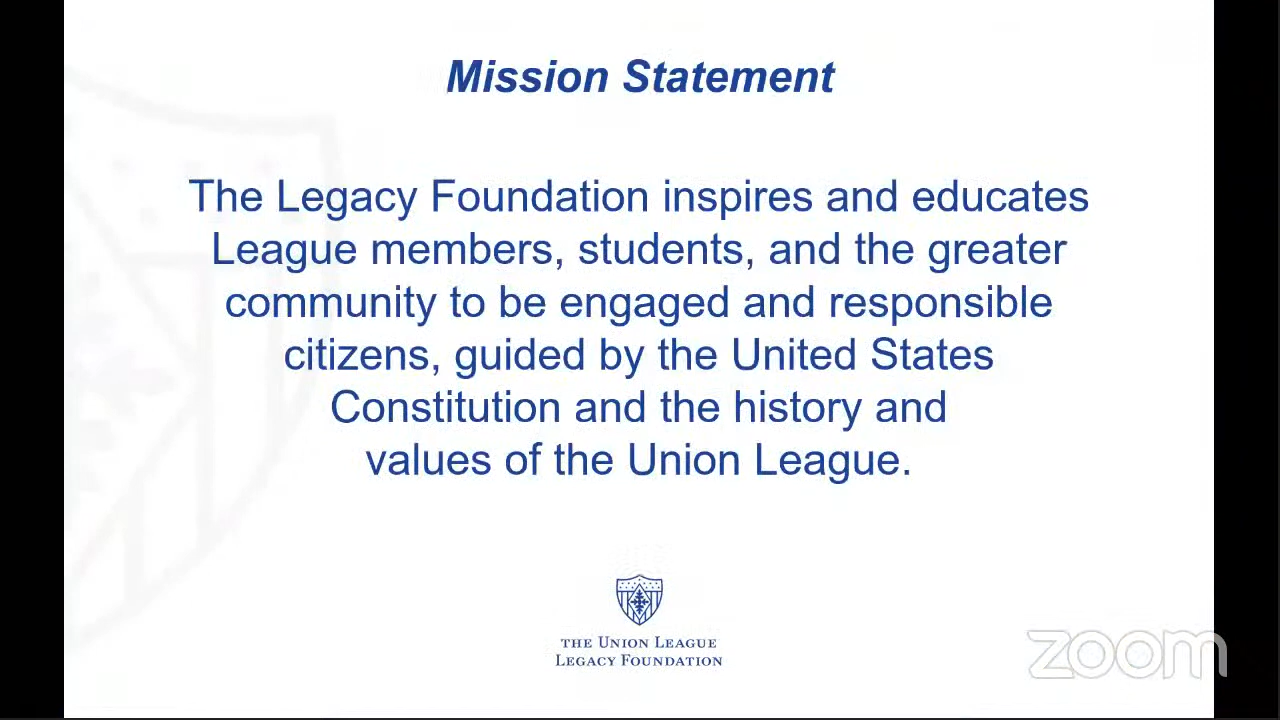 Mission Statement
The Legacy Foundation inspires and educates
League members, students, and the greater
community to be engaged and responsible
citizens, guided by the United States
Constitution and the history and
values of the Union League.
THE UNION LEAGUE
LEGACY FOUNDATION
zoom